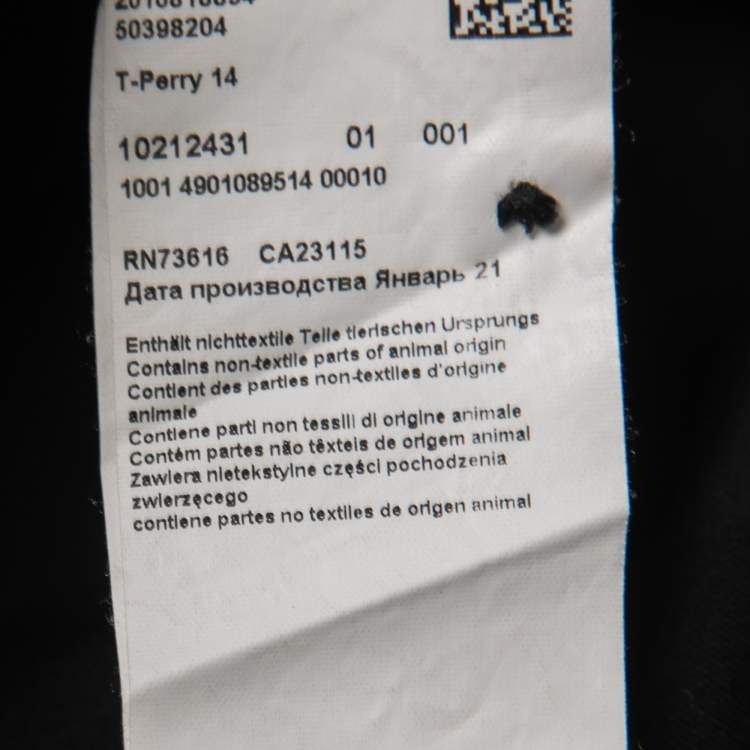 50398204
T-Perry 14
10212431 01 001
1001 4901089514 00010
RN73616 CA23115
Дата производства Январь 21
Enthält nichttextile Teile tierischen Ursprungs
Contains non-textile parts of animal origin
Contient des parties non-textiles d'origine
animale
Contiene parti non tessili di origine animale
Contém partes não têxteis de origem animal
Zawiera nietekstylne części pochodzenia
zwierzęcego
contiene partes no textiles de origen animal